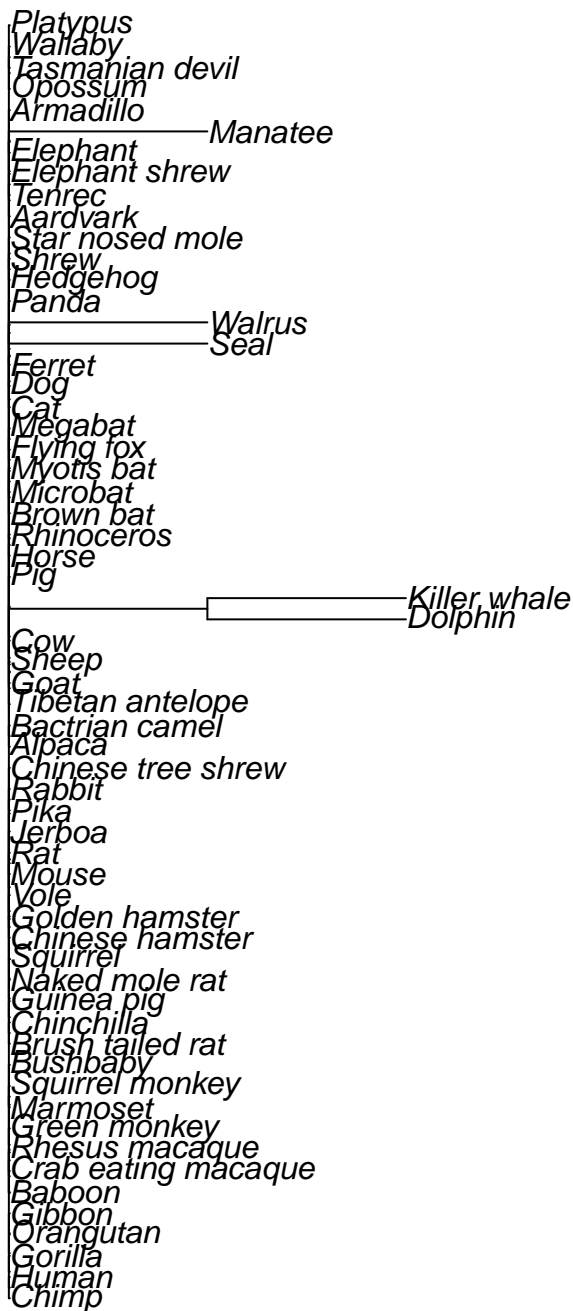 Platypus
Wallaby
Tasmanian devil
Opossum
Armadillo
Manatee
Elephant
Elephant shrew
Tenrec
Aardvark
Star nosed mole
Shrew
Hedgehog
Panda
Walrus
Seal
Ferret
Dog
Cat
Megabat
Flying fox
Myotis bat
Microbat
Brown bat
Rhinoceros
Horse
Pig
Killer whale
Dolphin
Cow
Sheep
Goat
Tibetan antelope
Bactrian camel
Alpaca
Chinese tree shrew
Rabbit
Pika
Jerboa
Rat
Mouse
Vole
Golden hamster
Chinese hamster
Squirrel
Naked mole rat
Guinea pig
Chinchilla
Brush tailed rat
Bushbaby
Squirrel monkey
Marmoset
Green monkey
Rhesus macaque
Crab eating macaque
Baboon
Gibbon
Orangutan
Gorilla
Human
Chimp